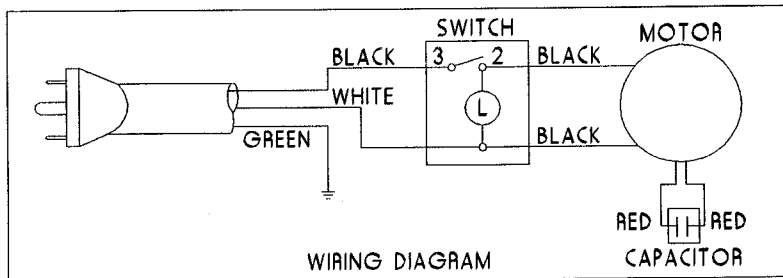 SWITCH
MOTOR
BLACK
3
2
BLACK
WHITE
L
GREEN
BLACK
RED
RED
CAPACITOR
WIRING DIAGRAM